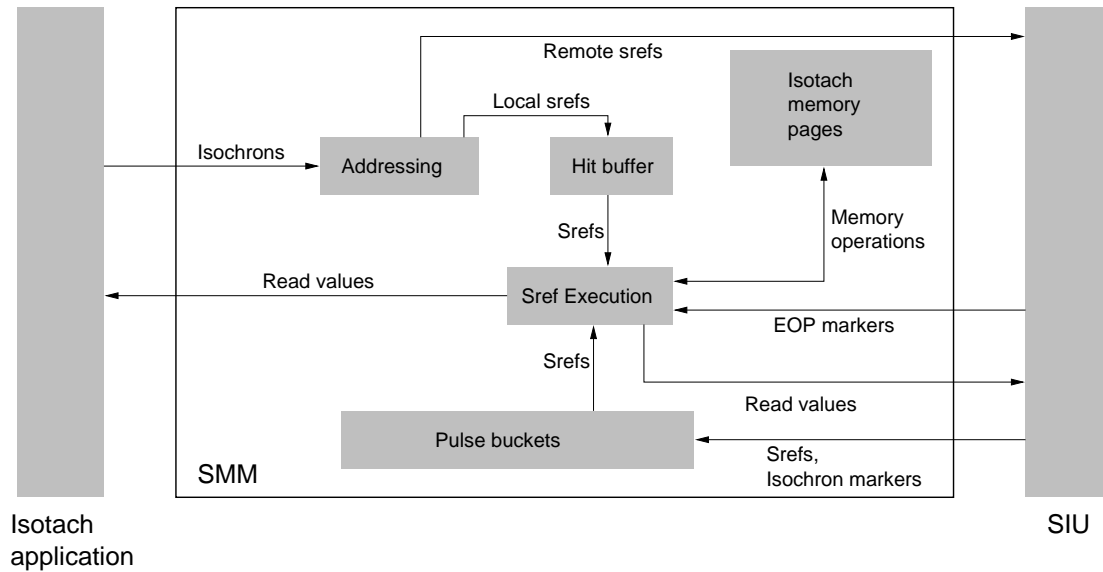 Remote srefs
Isotach
memory
pages
Local srefs
Isochrons
Addressing
Hit buffer
Srefs
Memory
operations
Read values
Sref Execution
EOP markers
Srefs
Read values
Pulse buckets
Srefs,
Isochron markers
SMM
Isotach
application
SIU